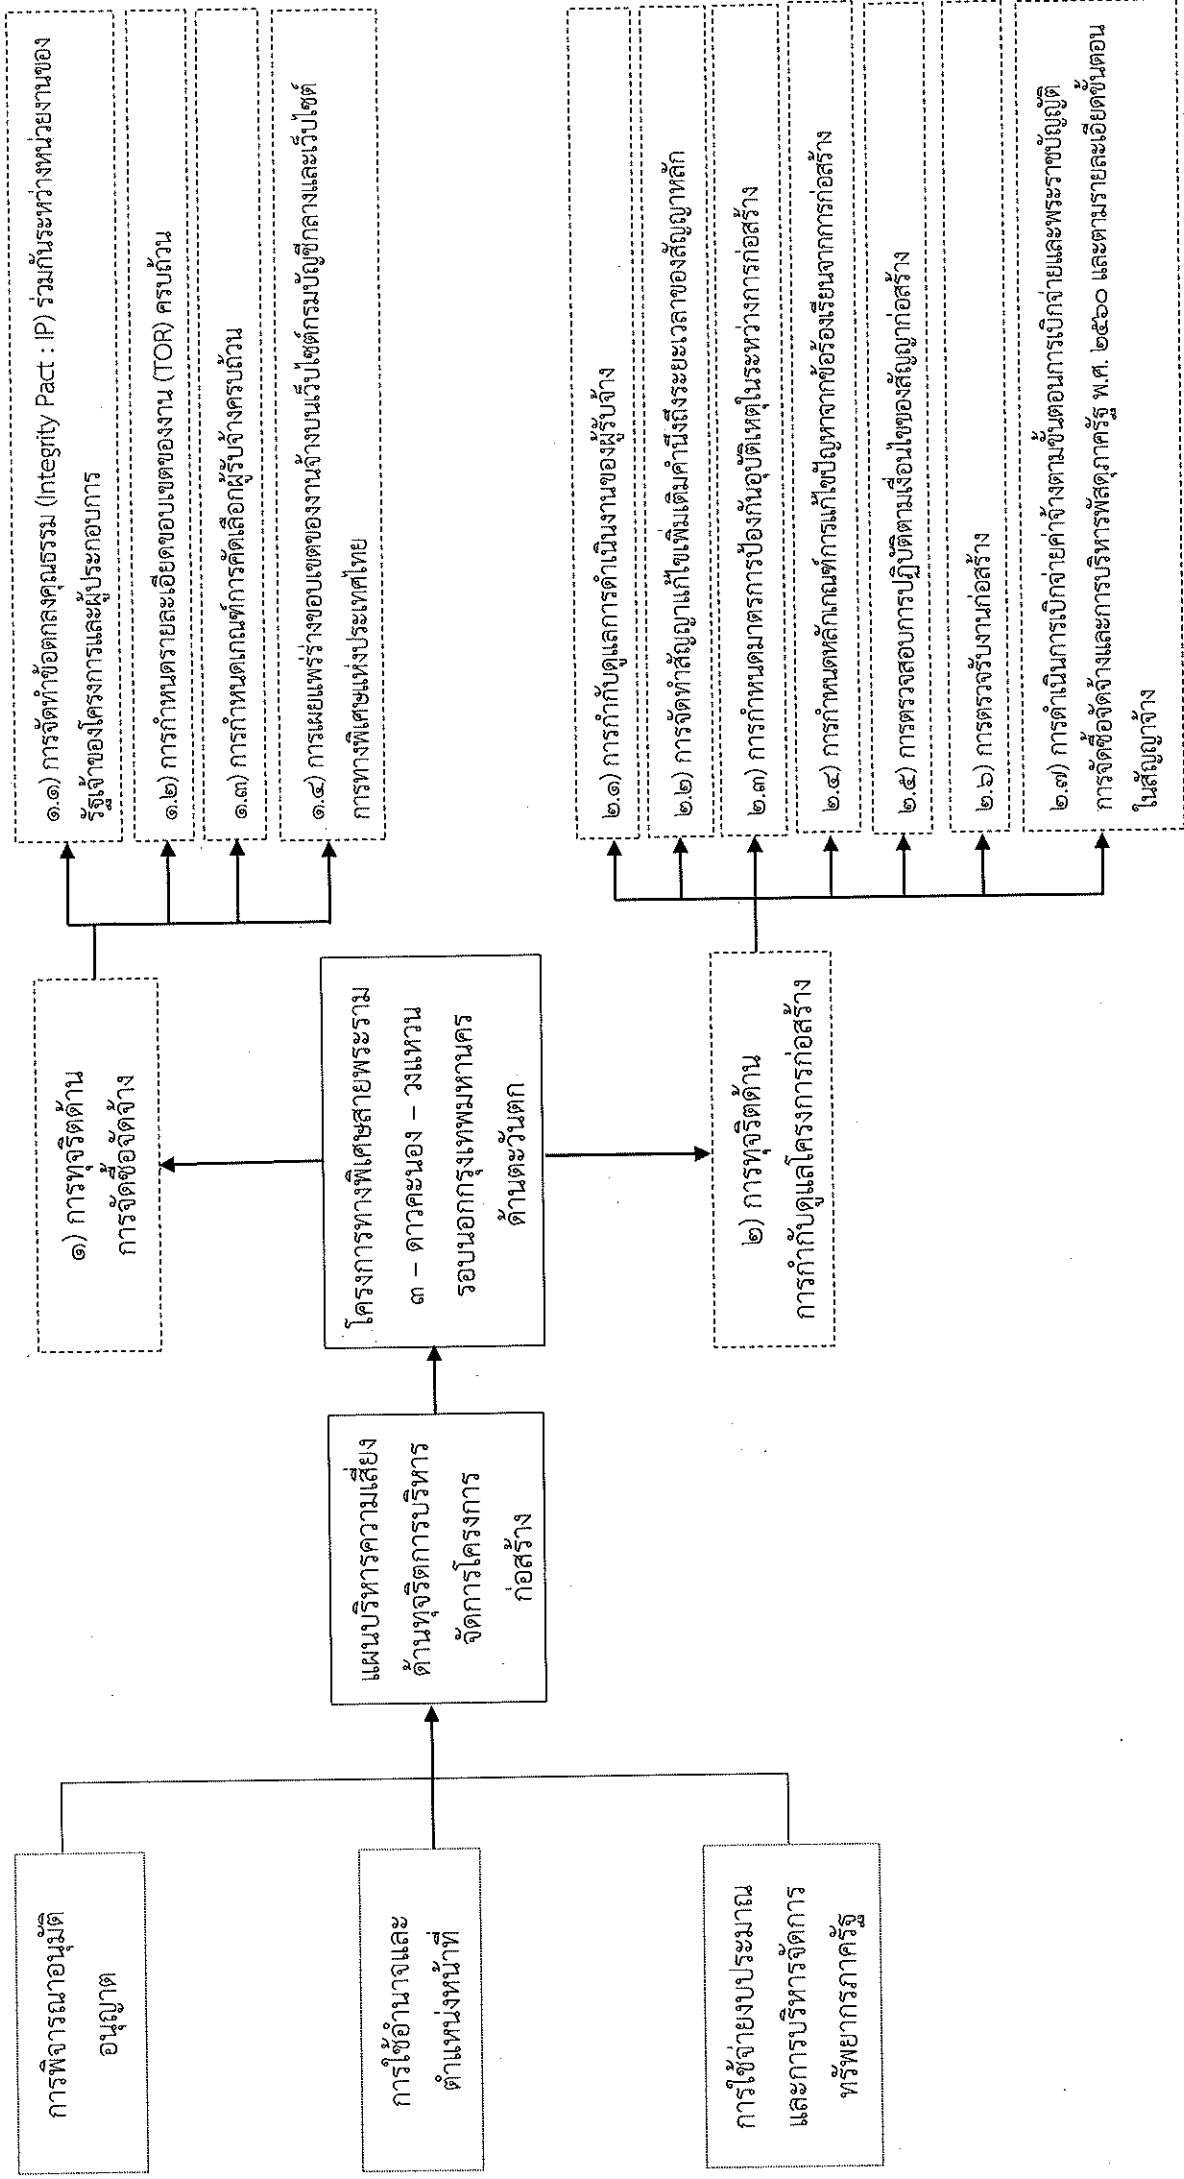 การพิจารณาอนุมัติ
อนุญาต
การใช้อำนาจและ
ตำแหน่งหน้าที่
การใช้จ่ายงบประมาณ
และการบริหารจัดการ
ทรัพยากรภาครัฐ
แผนบริหารความเสี่ยง
ด้านทุจริตการบริหาร
จัดการโครงการ
ก่อสร้าง
โครงการทางพิเศษสายพระราม
๓ – ดาวคะนอง – วงแหวน
รอบนอกกรุงเทพมหานคร
ด้านตะวันตก
๑) การทุจริตด้าน
การจัดซื้อจัดจ้าง
๑.๑) การจัดทำข้อตกลงคุณธรรม (Integrity Pact : IP) ร่วมกันระหว่างหน่วยงานของ
รัฐเจ้าของโครงการและผู้ประกอบการ
๑.๒) การกำหนดรายละเอียดขอบเขตของงาน (TOR) ครบถ้วน
๑.๓) การกำหนดเกณฑ์การคัดเลือกผู้รับจ้างครบถ้วน
๑.๔) การเผยแพร่ร่างขอบเขตของงานจ้างบนเว็บไซต์กรมบัญชีกลางและเว็บไซต์
การทางพิเศษแห่งประเทศไทย
๒) การทุจริตด้าน
การกำกับดูแลโครงการก่อสร้าง
๒.๑) การกำกับดูแลการดำเนินงานของผู้รับจ้าง
๒.๒) การจัดทำสัญญาแก้ไขเพิ่มเติมคำนึงถึงระยะเวลาของสัญญาหลัก
๒.๓) การกำหนดมาตรการป้องกันอุบัติเหตุในระหว่างการก่อสร้าง
๒.๔) การกำหนดหลักเกณฑ์การแก้ไขปัญหาจากข้อร้องเรียนจากการก่อสร้าง
๒.๕) การตรวจสอบการปฏิบัติตามเงื่อนไขของสัญญาก่อสร้าง
๒.๖) การตรวจรับงานก่อสร้าง
๒.๗) การดำเนินการเบิกจ่ายค่าจ้างตามขั้นตอนการเบิกจ่ายและพระราชบัญญัติ
การจัดซื้อจัดจ้างและการบริหารพัสดุภาครัฐ พ.ศ. ๒๕๖๐ และตามรายละเอียดขั้นตอน
ในสัญญาจ้าง